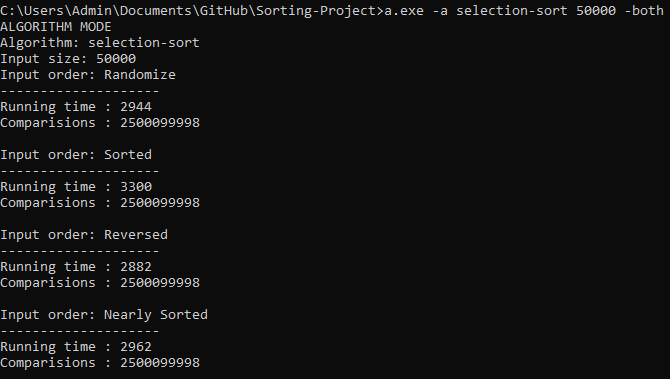 C:\Users\Admin\Documents\GitHub\Sorting-Project>a.exe -a selection-sort 50000 -both
ALGORITHM MODE
Algorithm: selection-sort
Input size: 50000
Input order: Randomize
--------------------
Running time : 2944
Comparisions : 2500099998

Input order: Sorted
--------------------
Running time : 3300
Comparisions : 2500099998

Input order: Reversed
--------------------
Running time : 2882
Comparisions : 2500099998

Input order: Nearly Sorted
--------------------
Running time : 2962
Comparisions : 2500099998